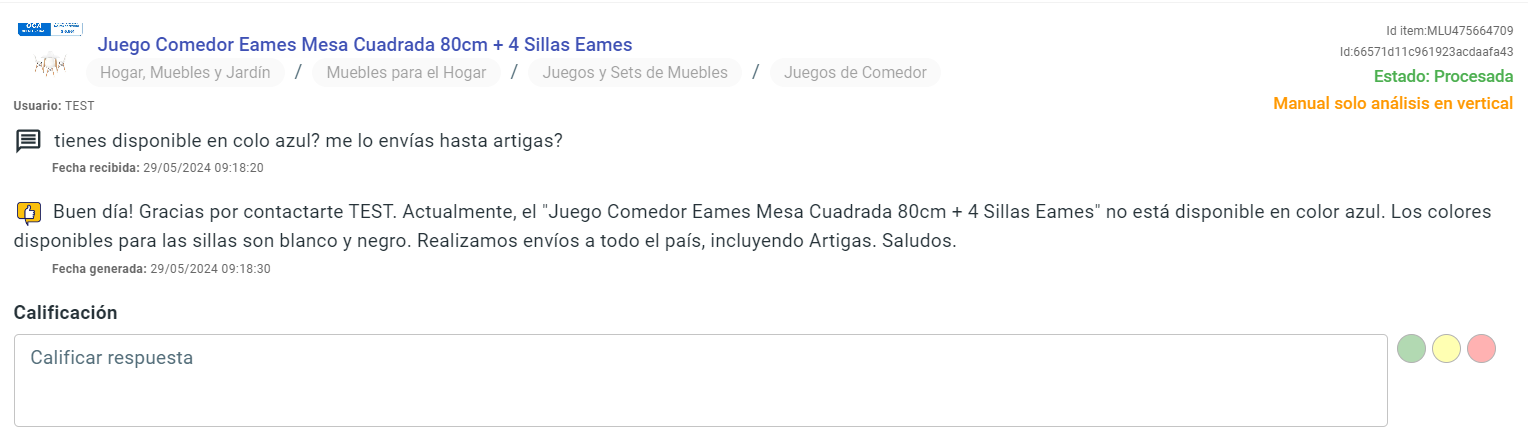 OCA
Juego Comedor Eames Mesa Cuadrada 80cm + 4 Sillas Eames
Hogar, Muebles y Jardín / Muebles para el Hogar / Juegos y Sets de Muebles / Juegos de Comedor
Id item:MLU475664709
Id:66571d11c961923acdaafa43
Estado: Procesada
Manual solo análisis en vertical
Usuario: TEST
tienes disponible en colo azul? me lo envías hasta artigas?
Fecha recibida: 29/05/2024 09:18:20
Buen día! Gracias por contactarte TEST. Actualmente, el "Juego Comedor Eames Mesa Cuadrada 80cm + 4 Sillas Eames" no está disponible en color azul. Los colores
disponibles para las sillas son blanco y negro. Realizamos envíos a todo el país, incluyendo Artigas. Saludos.
Fecha generada: 29/05/2024 09:18:30
Calificación
Calificar respuesta